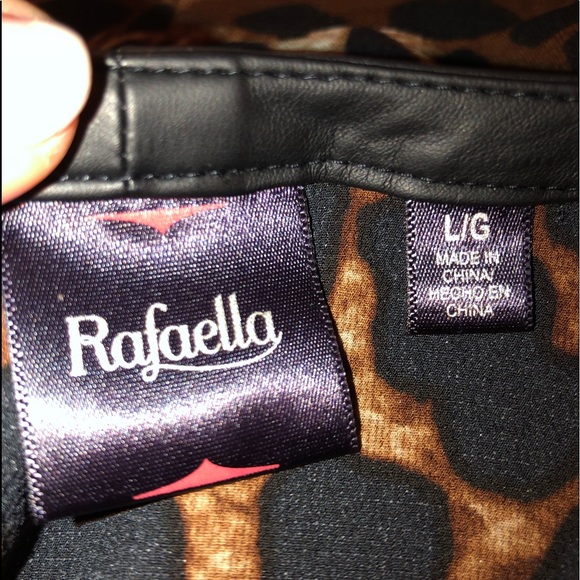 Rafaella
L/G
MADE IN
CHINA/
HECHO EN
CHINA